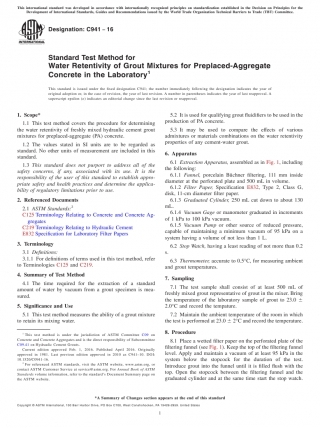 This international standard was developed in accordance with internationally recognized principles on standardization established in the Decision on Principles for the
Development of International Standards, Guides and Recommendations issued by the World Trade Organization Technical Barriers to Trade (TBT) Committee.
Designation: C941 − 16
INTERNATIONAL
Standard Test Method for
Water Retentivity of Grout Mixtures for Preplaced-Aggregate
Concrete in the Laboratory1
This standard is issued under the fixed designation C941; the number immediately following the designation indicates the year of
original adoption or, in the case of revision, the year of last revision. A number in parentheses indicates the year of last reapproval. A
superscript epsilon (ε) indicates an editorial change since the last revision or reapproval.
1. Scope*
1.1 This test method covers the procedure for determining
the water retentivity of freshly mixed hydraulic cement grout
mixtures for preplaced-aggregate (PA) concrete.
1.2 The values stated in SI units are to be regarded as
standard. No other units of measurement are included in this
standard.
1.3 This standard does not purport to address all of the
safety concerns, if any, associated with its use. It is the
responsibility of the user of this standard to establish appro-
priate safety and health practices and determine the applica-
bility of regulatory limitations prior to use.
2. Referenced Documents
2.1 ASTM Standards:2
C125 Terminology Relating to Concrete and Concrete Ag-
gregates
C219 Terminology Relating to Hydraulic Cement
E832 Specification for Laboratory Filter Papers
3. Terminology
3.1 Definitions:
3.1.1 For definitions of terms used in this test method, refer
to Terminologies C125 and C219.
4. Summary of Test Method
4.1 The time required for the extraction of a standard
amount of water by vacuum from a grout specimen is mea-
sured.
5. Significance and Use
5.1 This test method measures the ability of a grout mixture
to retain its mixing water.
1 This test method is under the jurisdiction of ASTM Committee C09 on
Concrete and Concrete Aggregates and is the direct responsibility of Subcommittee
on Hydraulic Cement Grouts.
Current edition approved Feb. 1, 2016. Published April 2016. Originally
approved in 1981. Last previous edition approved in 2010 as
2 For referenced ASTM standards, visit the ASTM website, www.astm.org, or
contact ASTM Customer Service at service@astm.org. For Annual Book of ASTM
Standards volume information, refer to the standard's Document Summary page on
the ASTM website.
5.2 It is used for qualifying grout fluidifiers to be used in the
production of PA concrete.
5.3 It may be used to compare the effects of various
admixtures or materials combinations on the water retentivity
properties of any cement-water grout.
6. Apparatus
6.1 Extraction Apparatus, assembled as in Fig. 1, including
the following:
6.1.1 Funnel, porcelain Büchner filtering, 111 mm inside
diameter at the perforated plate and 500 mL in volume.
6.1.2 Filter Paper, Specification E832, Type 2, Class G,
disk, 11-cm diameter filter paper.
6.1.3 Graduated Cylinder, 250 mL cut down to about 130
mL.
6.1.4 Vacuum Gage or manometer graduated in increments
of 1 kPa to 100 kPa vacuum.
6.1.5 Vacuum Pump or other source of reduced pressure,
capable of maintaining a minimum vacuum of 95 kPa on a
system having a volume of not less than 1 L.
6.2 Stop Watch, having a least reading of not more than 0.2
s.
6.3 Thermometer, accurate to 0.5°C, for measuring ambient
and grout temperatures.
7. Sampling
7.1 The test sample shall consist of at least 500 mL of
freshly mixed grout representative of grout in the mixer. Bring
the temperature of the laboratory sample of grout to 23.0 ±
2.0°C and record the tempature.
7.2 Maintain the ambient temperature of the room in which
the test is performed at 23.0 ± 2°C and record the temperature.
8. Procedure
8.1 Place a wetted filter paper on the perforated plate of the
filtering funnel (see Fig. 1). Keep the top of the filtering funnel
level. Apply and maintain a vacuum of at least 95 kPa in the
system below the stopcock for the duration of the test.
Introduce grout into the funnel until it is filled flush with the
top. Open the stopcock between the filtering funnel and the
graduated cylinder and at the same time start the stop watch.
*A Summary of Changes section appears at the end of this standard
Copyright © ASTM International, 100 Barr Harbor Drive, PO Box C700, West Conshohocken, PA 19428-2959. United States
1